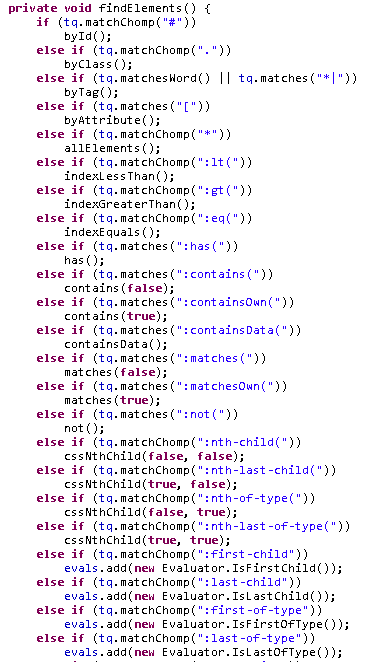 private void findElements() {
if (tq.matchChomp("#"))
byId();
else if (tq.matchChomp("."))
byClass();
else if (tq.matchesWord() || tq.matches("*|"))
byTag();
else if (tq.matches("["))
byAttribute();
else if (tq.matchChomp("*"))
allElements();
else if (tq.matchChomp(":lt("))
indexLessThan();
else if (tq.matchChomp(":gt("))
indexGreaterThan();
else if (tq.matchChomp(":eq("))
indexEquals();
else if (tq.matches(":has("))
has();
else if (tq.matches(":contains("))
contains(false);
else if (tq.matches(":containsOwn("))
contains(true);
else if (tq.matches(":containsData("))
containsData();
else if (tq.matches(":matches("))
matches(false);
else if (tq.matches(":matchesOwn("))
matches(true);
else if (tq.matches(":not("))
not();
else if (tq.matchChomp(":nth-child("))
cssNthChild(false, false);
else if (tq.matchChomp(":nth-last-child("))
cssNthChild(true, false);
else if (tq.matchChomp(":nth-of-type("))
cssNthChild(false, true);
else if (tq.matchChomp(":nth-last-of-type("))
cssNthChild(true, true);
else if (tq.matchChomp(":first-child"))
evals.add(new Evaluator.IsFirstChild());
else if (tq.matchChomp(":last-child"))
evals.add(new Evaluator.IsLastChild());
else if (tq.matchChomp(":first-of-type"))
evals.add(new Evaluator.IsFirstOfType());
else if (tq.matchChomp(":last-of-type"))
evals.add(new Evaluator.IsLastOfType());